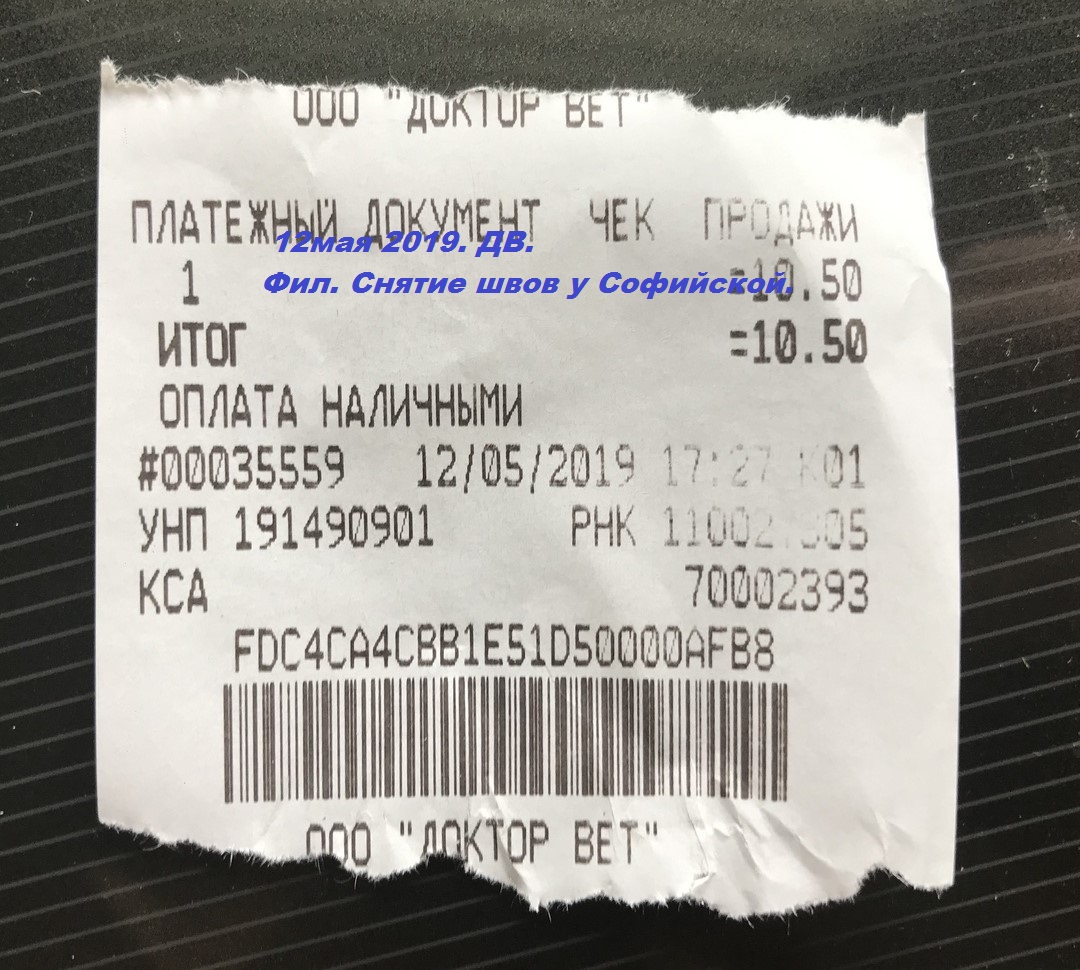 ООО "ДОКТОР ВЕТ"
ПЛАТЕЖНЫЙ ДОКУМЕНТ ЧЕК ПРОДАЖИ
12мая 2019. ДВ.
1 =10.50
Фил. Снятие швов у Софийской.
ИТОГ =10.50
ОПЛАТА НАЛИЧНЫМИ
#00035559 12/05/2019 17:27 К01
УНП 191490901 РНК
КСА 70002393
FDC4CA4CBB1E51D50000AFB8
ООО "ДОКТОР ВЕТ"